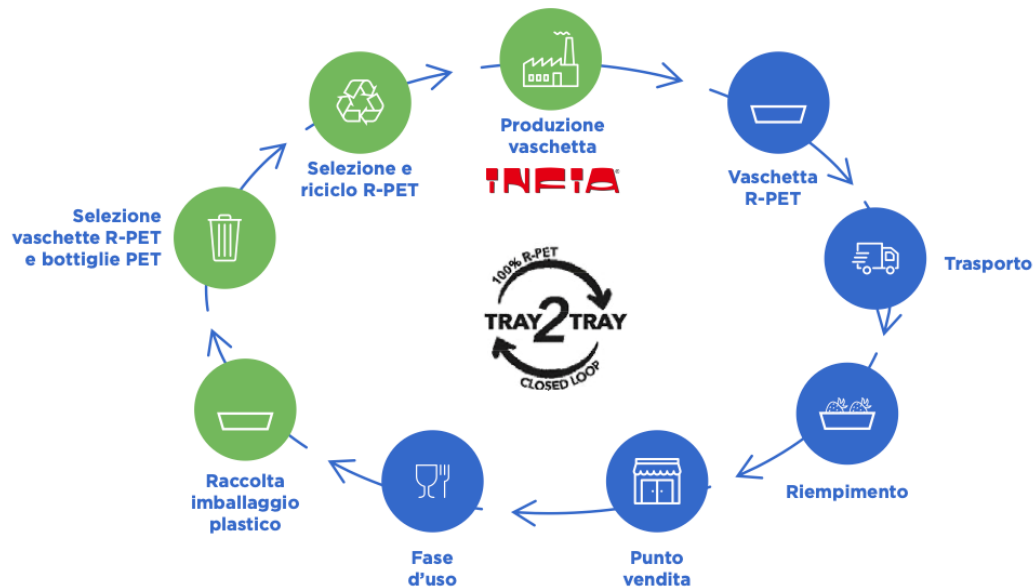 Produzione
vaschetta
INFIA®
Vaschetta
R-PET
Trasporto
Riempimento
Punto
vendita
Fase
d'uso
Raccolta
imballaggio
plastico
Selezione
vaschette R-PET
e bottiglie PET
Selezione e
riciclo R-PET
100% R-PET
TRAY2TRAY
CLOSED LOOP